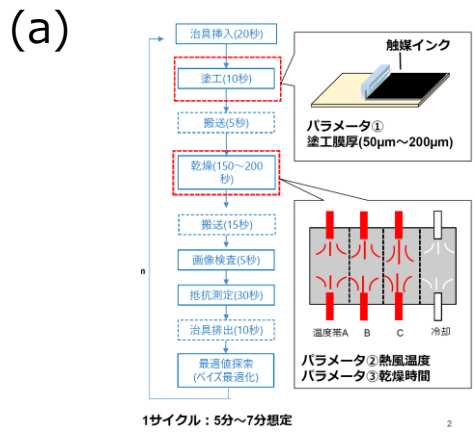 (a)
治具挿入(20秒)
塗工(10秒)
搬送(5秒)
乾燥(150～200
秒)
搬送(15秒)
画像検査(5秒)
抵抗測定(30秒)
治具排出(10秒)
最適値探索
(ベイズ最適化)
n
1サイクル：5分～7分想定
触媒インク
パラメータ①
塗工膜厚(50μm～200μm)
温度帯A B C 冷却
パラメータ②熱風温度
パラメータ③乾燥時間
2